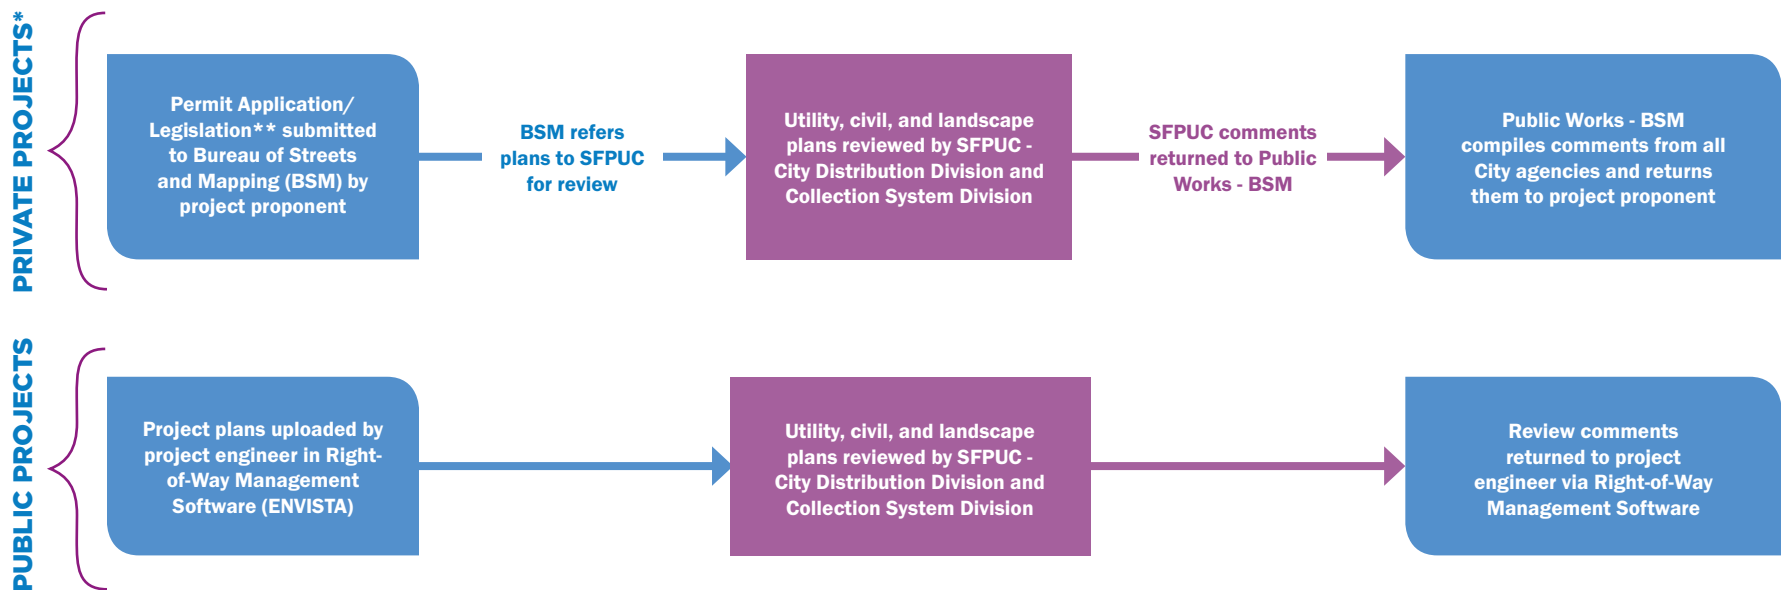 PRIVATE PROJECTS*
Permit Application/
Legislation** submitted
to Bureau of Streets
and Mapping (BSM) by
project proponent
BSM refers
plans to SFPUC
for review
Utility, civil, and landscape
plans reviewed by SFPUC -
City Distribution Division and
Collection System Division
SFPUC comments
returned to Public
Works - BSM
Public Works - BSM
compiles comments from all
City agencies and returns
them to project proponent
PUBLIC PROJECTS
Project plans uploaded by
project engineer in Right-
of-Way Management
Software (ENVISTA)
Utility, civil, and landscape
plans reviewed by SFPUC -
City Distribution Division and
Collection System Division
Review comments
returned to project
engineer via Right-of-Way
Management Software